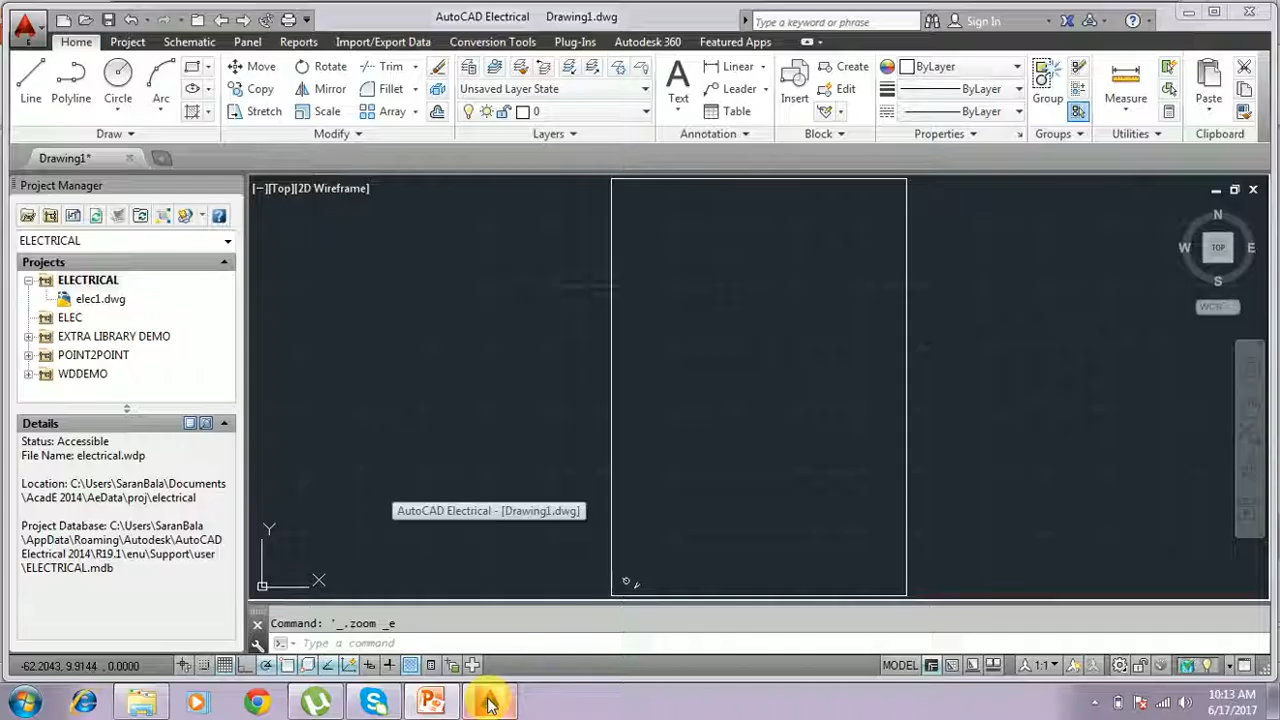 AutoCAD Electrical Drawing1.dwg
Type a keyword or phrase
Sign In
Home Project Schematic Panel Reports Import/Export Data Conversion Tools Plug-Ins Autodesk 360 Featured Apps
Line Polyline Circle Arc
Move Rotate Trim
Copy Mirror Fillet
Stretch Scale Array
Unsaved Layer State
0
Text
Linear
Leader
Table
Insert
Create
Edit
ByLayer
ByLayer
ByLayer
Group
Measure
Paste
Draw Modify Layers Annotation Block Properties Groups Utilities Clipboard
Drawing1*
Project Manager
ELECTRICAL
Projects
ELECTRICAL
elec1.dwg
ELEC
EXTRA LIBRARY DEMO
POINT2POINT
WDDEMO
Details
Status: Accessible
File Name: electrical.wdp
Location: C:\Users\SaranBala\Documents
\AcadE 2014\AeData\proj\electrical
Project Database: C:\Users\SaranBala
\AppData\Roaming\Autodesk\AutoCAD
Electrical 2014\R19.1\enu\Support\user
\ELECTRICAL.mdb
[−][Top][2D Wireframe]
N
W TOP E
S
WCS
AutoCAD Electrical - [Drawing1.dwg]
Y
X
Command: '_.zoom _e
Type a command
-62.2043, 9.9144, 0.0000
MODEL
1:1
10:13 AM
6/17/2017